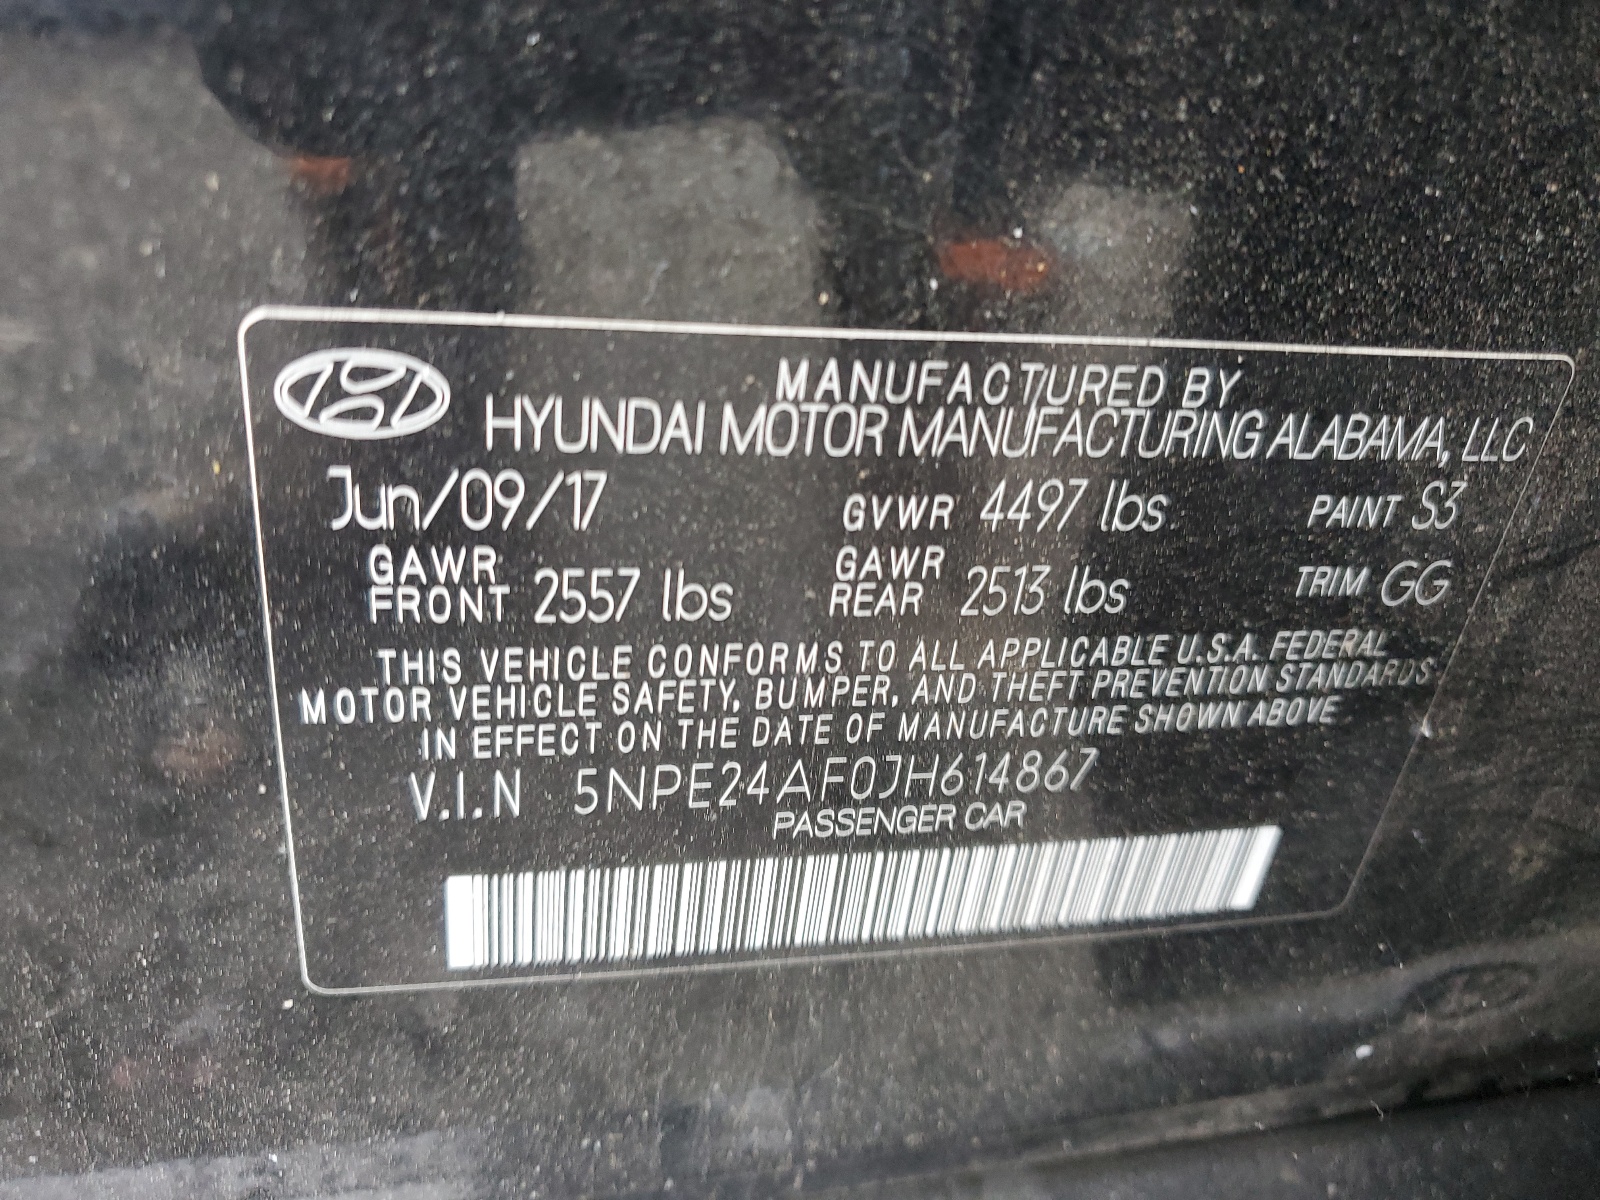 MANUFACTURED BY
HYUNDAI MOTOR MANUFACTURING ALABAMA, LLC
Jun/09/17 GVWR 4497 lbs PAINT S3
GAWR FRONT 2557 lbs GAWR REAR 2513 lbs TRIM GG
THIS VEHICLE CONFORMS TO ALL APPLICABLE U.S.A. FEDERAL
MOTOR VEHICLE SAFETY, BUMPER, AND THEFT PREVENTION STANDARDS
IN EFFECT ON THE DATE OF MANUFACTURE SHOWN ABOVE
V.I.N 5NPE24AF0JH614867
PASSENGER CAR